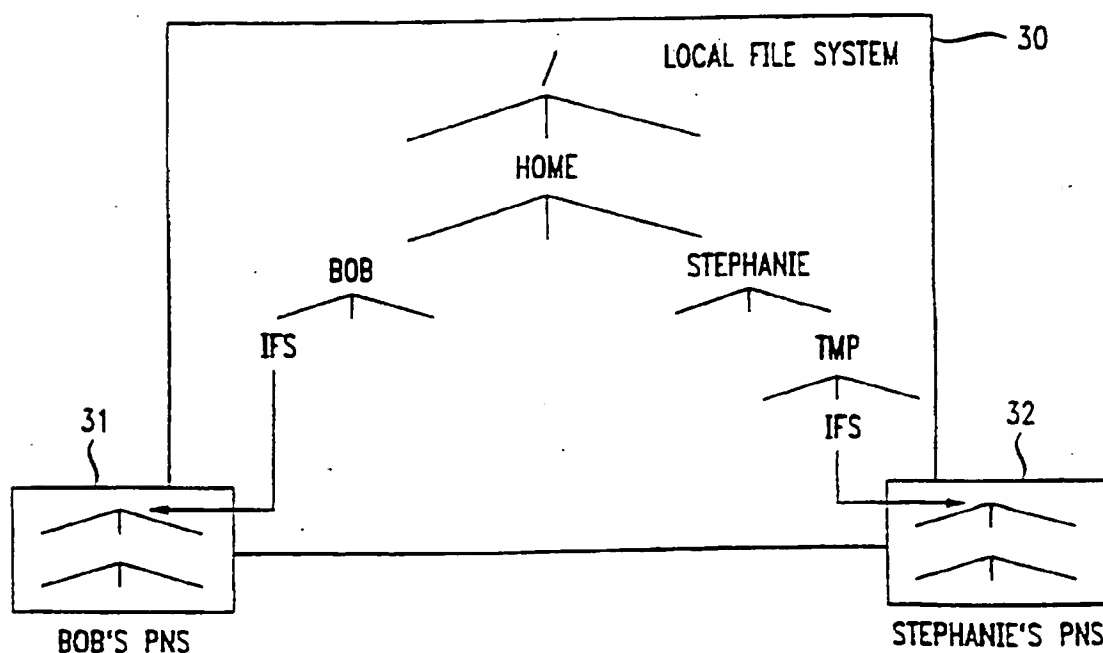 30
LOCAL FILE SYSTEM
/
HOME
BOB
STEPHANIE
IFS
TMP
IFS
31
32
BOB'S PNS
STEPHANIE'S PNS